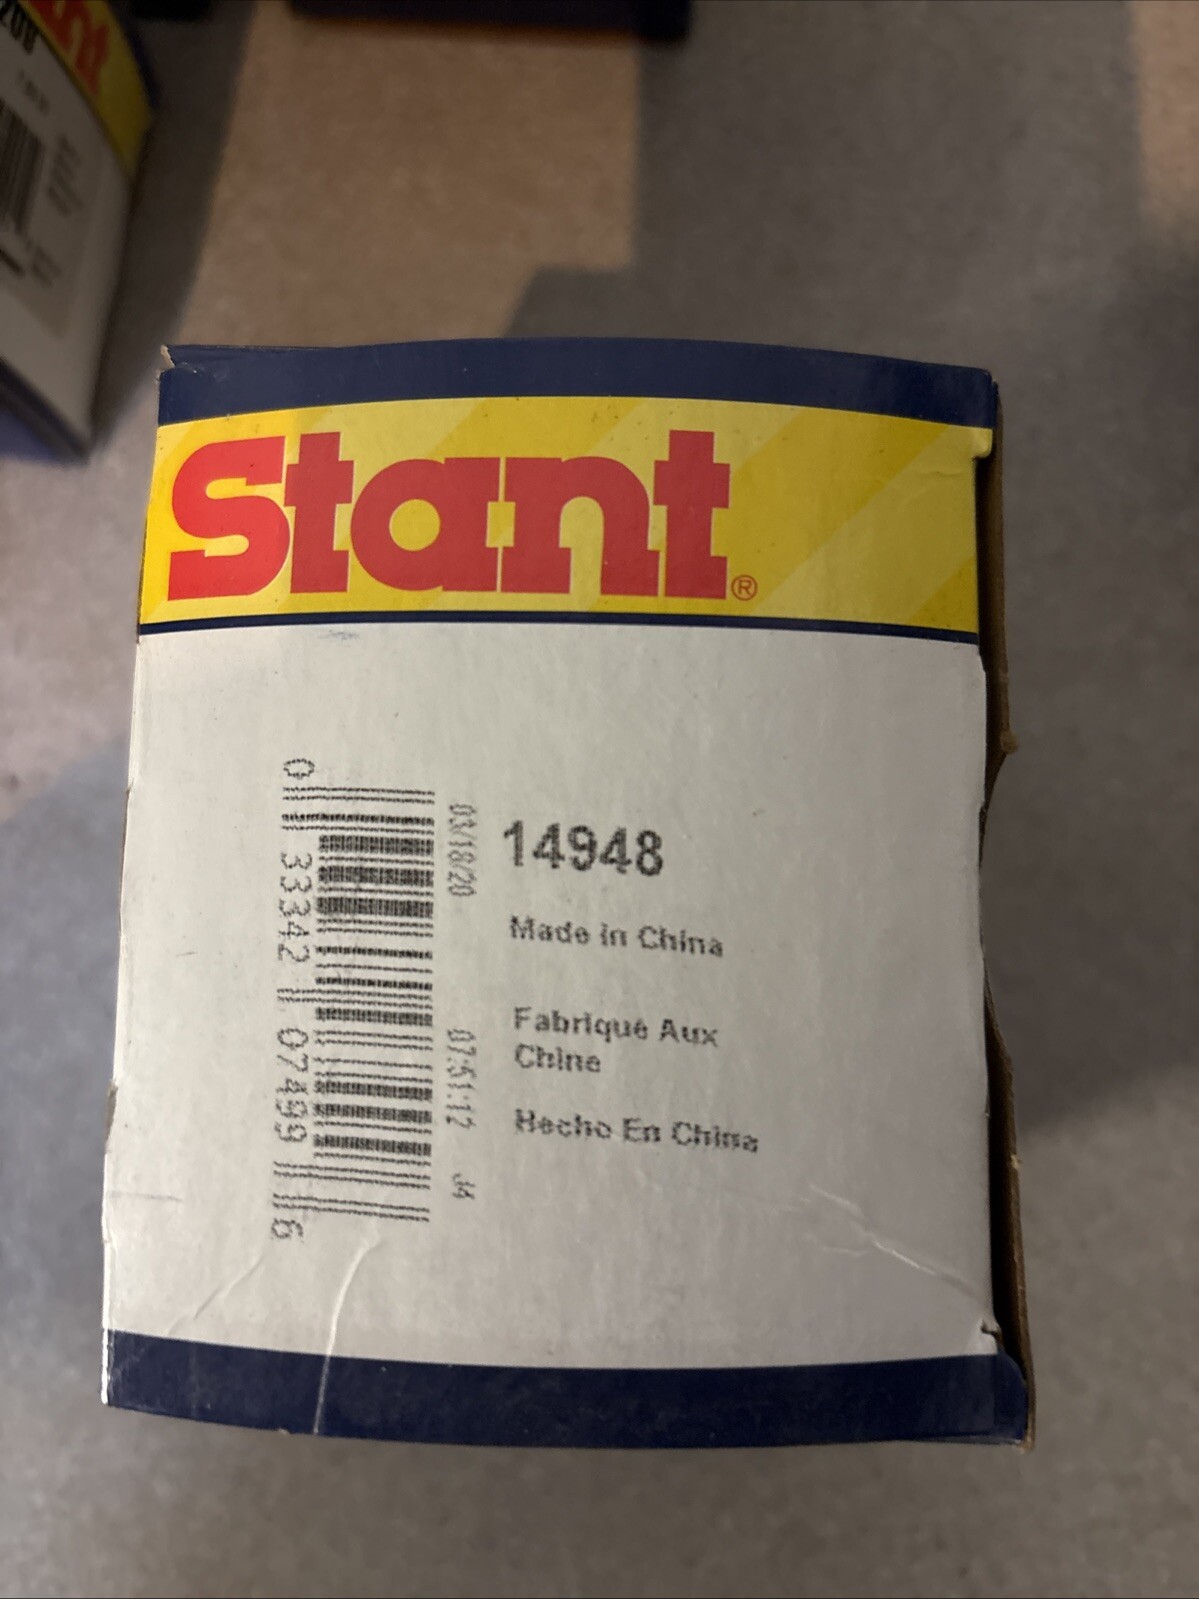 Stant®
14948
Made in China
Fabriqué Aux
Chine
Hecho En China
03/18/20 07:51:12 J4
0 33342 07499 6